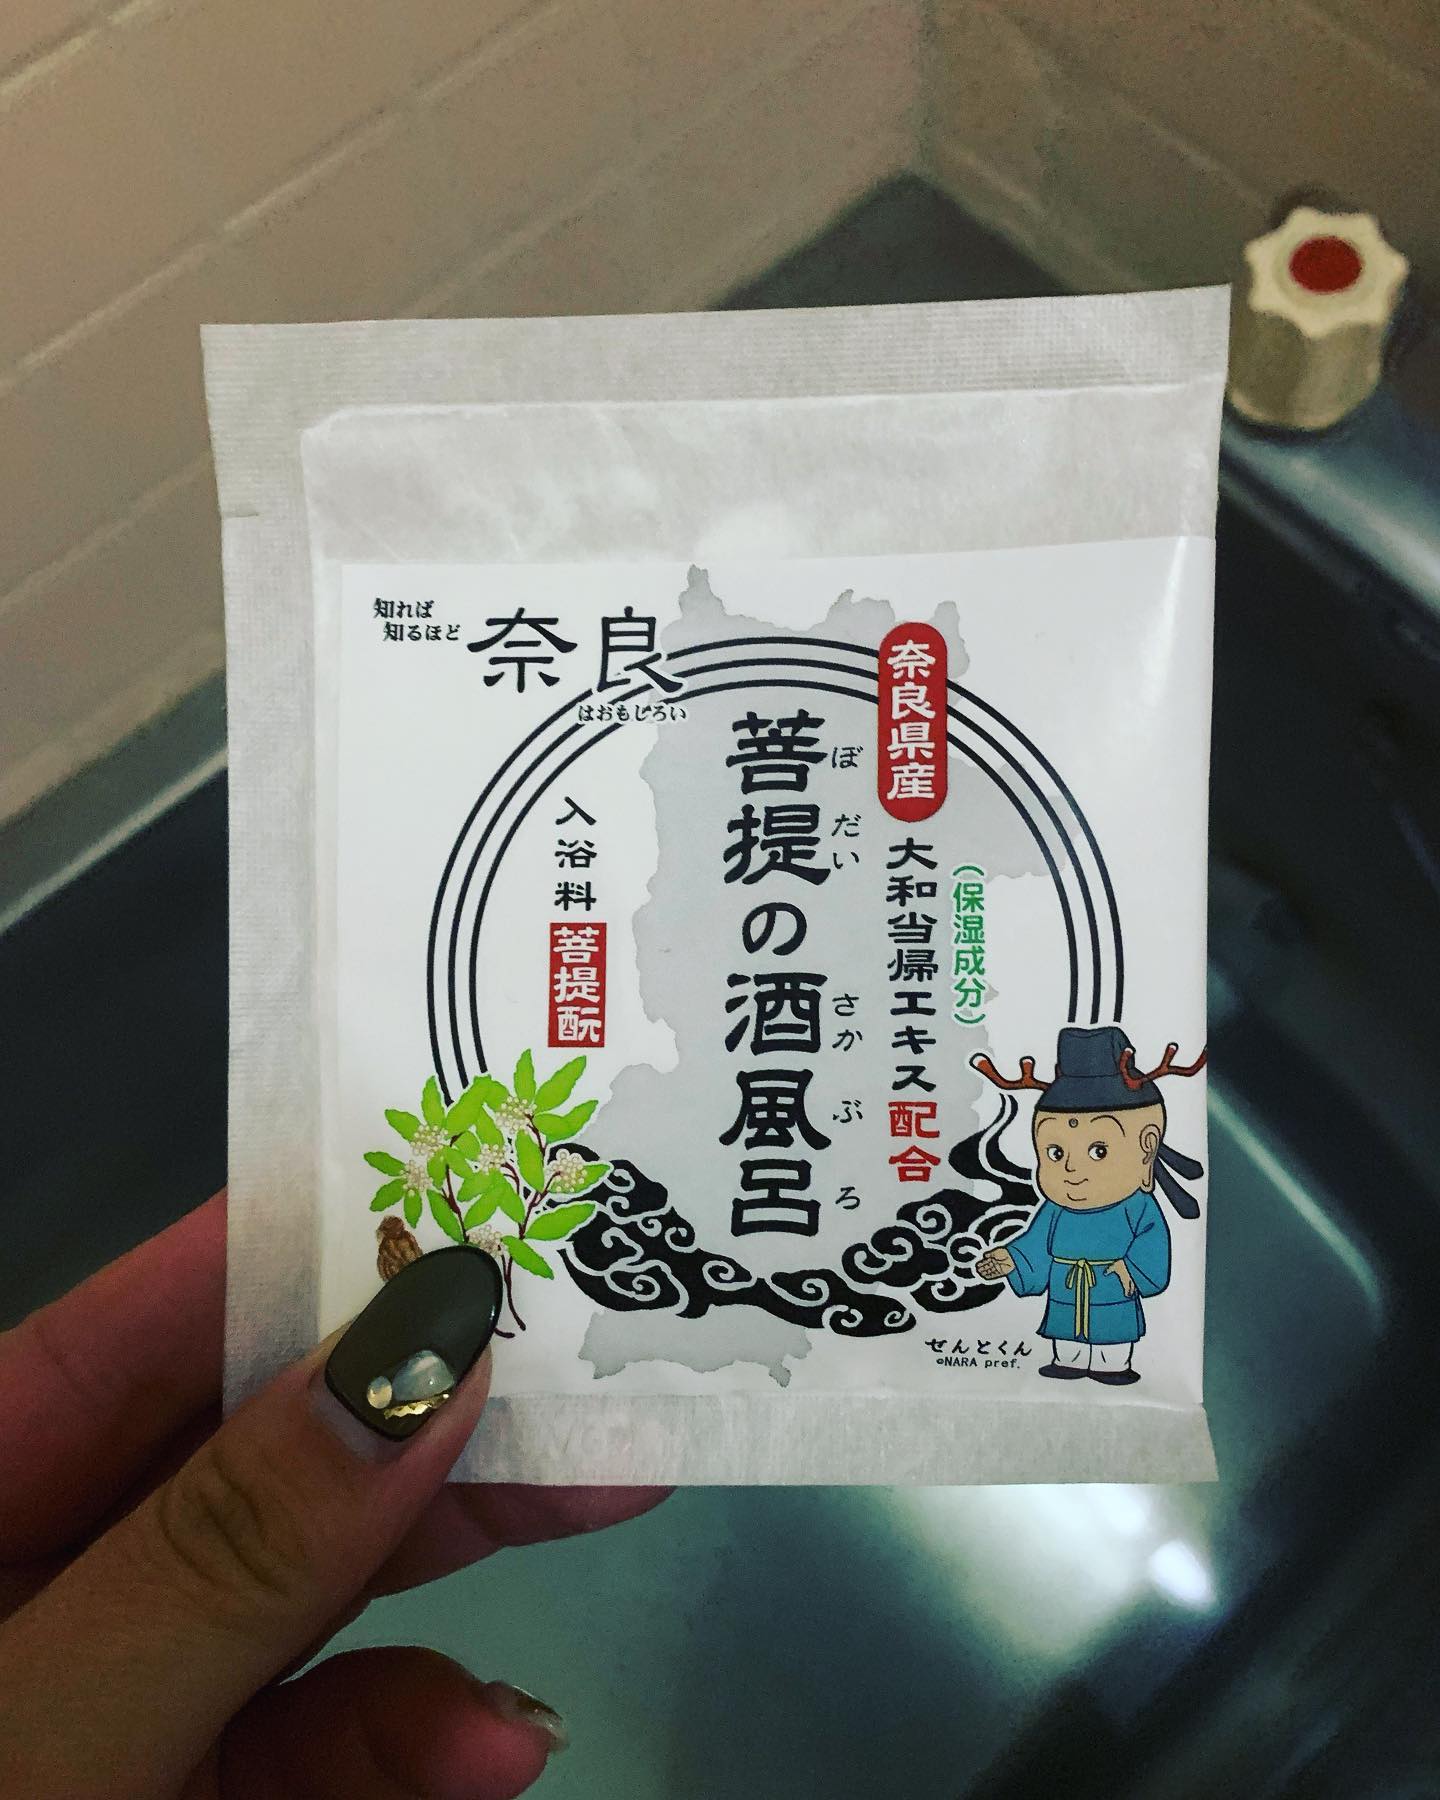 知れば
知るほど
奈良
はおもしろい
奈良県産
大和当帰エキス配合
(保湿成分)
菩提の酒風呂
ぼだい さかぶろ
入浴料
菩提酛
せんとくん
©NARA pref.